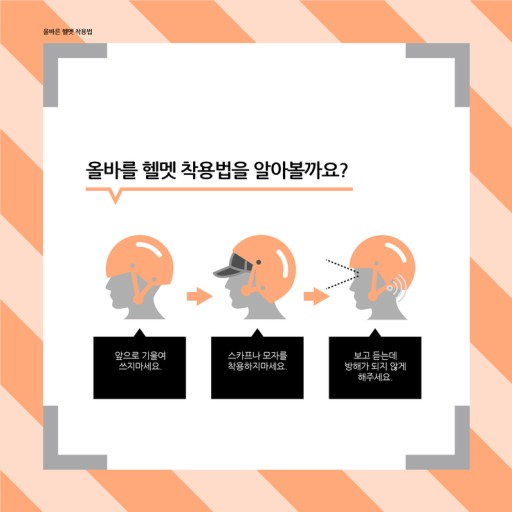 올바른 헬멧 착용법
올바를 헬멧 착용법을 알아볼까요?
앞으로 기울여
쓰지마세요.
스카프나 모자를
착용하지마세요.
보고 듣는데
방해가 되지 않게
해주세요.